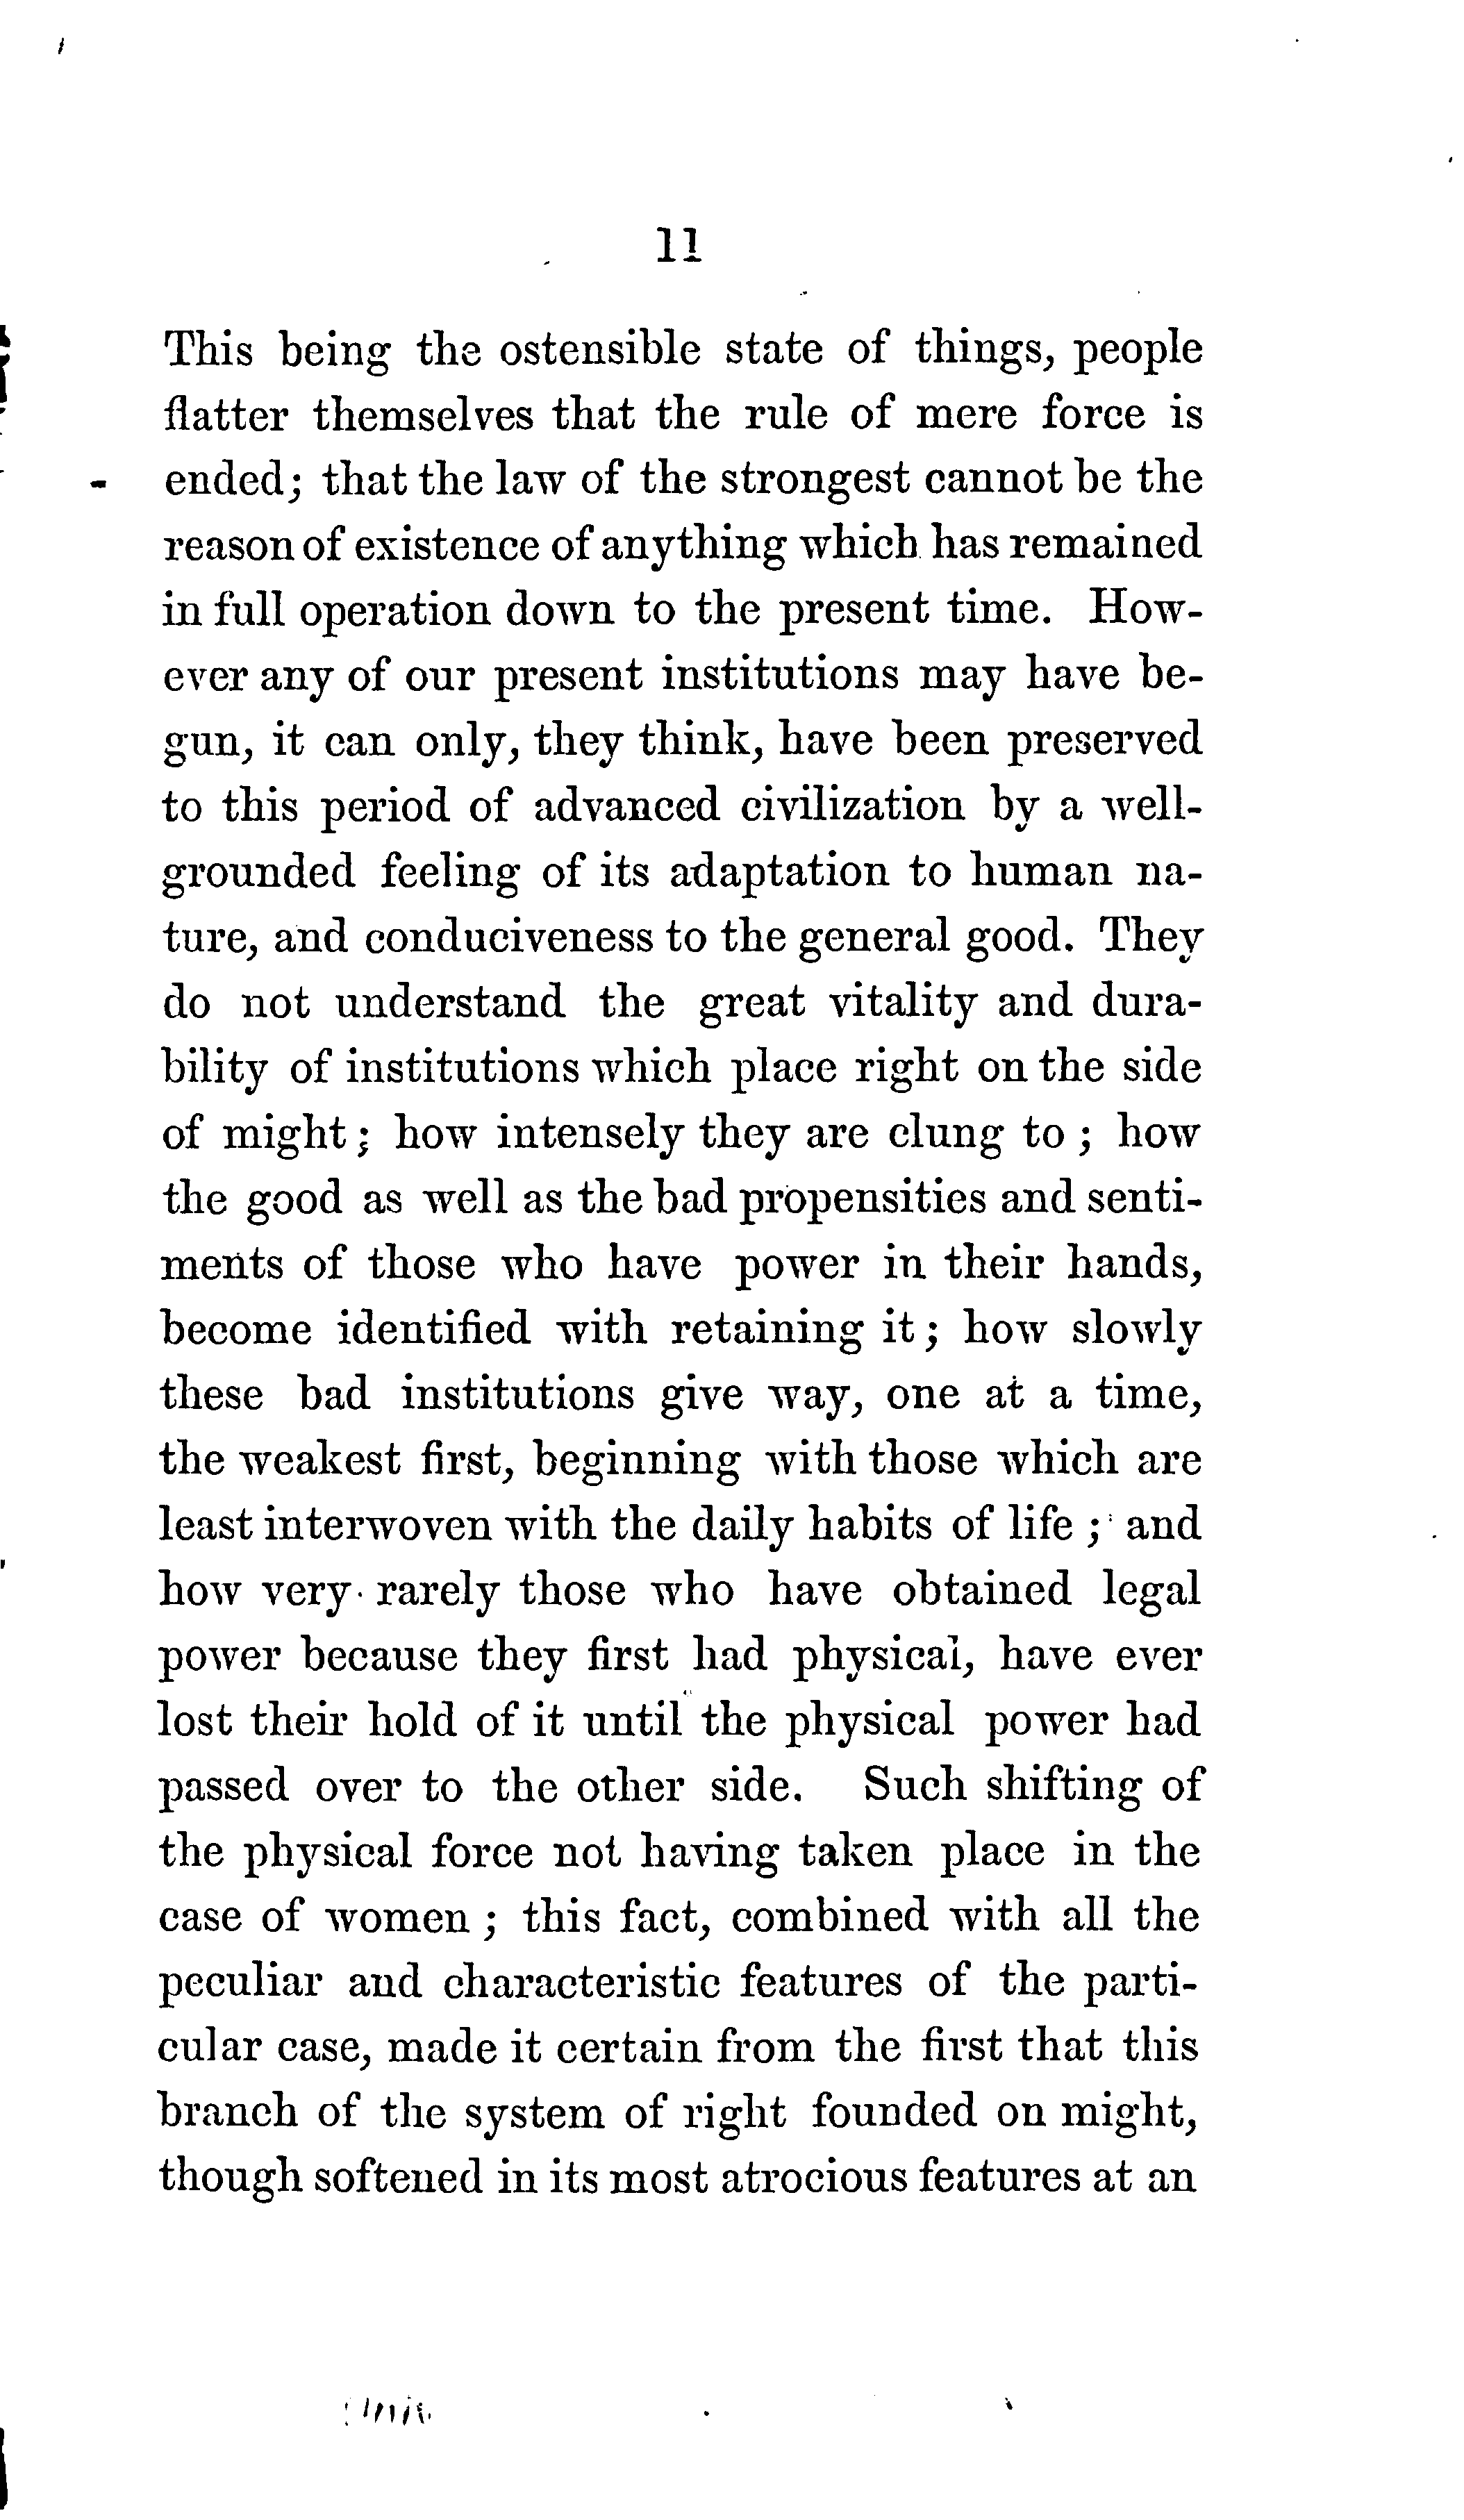 11
This being the ostensible state of things, people
flatter themselves that the rule of mere force is
ended; that the law of the strongest cannot be the
reason of existence of anything which has remained
in full operation down to the present time. How-
ever any of our present institutions may have be-
gun, it can only, they think, have been preserved
to this period of advanced civilization by a well-
grounded feeling of its adaptation to human na-
ture, and conduciveness to the general good. They
do not understand the great vitality and dura-
bility of institutions which place right on the side
of might; how intensely they are clung to; how
the good as well as the bad propensities and senti-
ments of those who have power in their hands,
become identified with retaining it; how slowly
these bad institutions give way, one at a time,
the weakest first, beginning with those which are
least interwoven with the daily habits of life; and
how very rarely those who have obtained legal
power because they first had physical, have ever
lost their hold of it until the physical power had
passed over to the other side. Such shifting of
the physical force not having taken place in the
case of women; this fact, combined with all the
peculiar and characteristic features of the parti-
cular case, made it certain from the first that this
branch of the system of right founded on might,
though softened in its most atrocious features at an